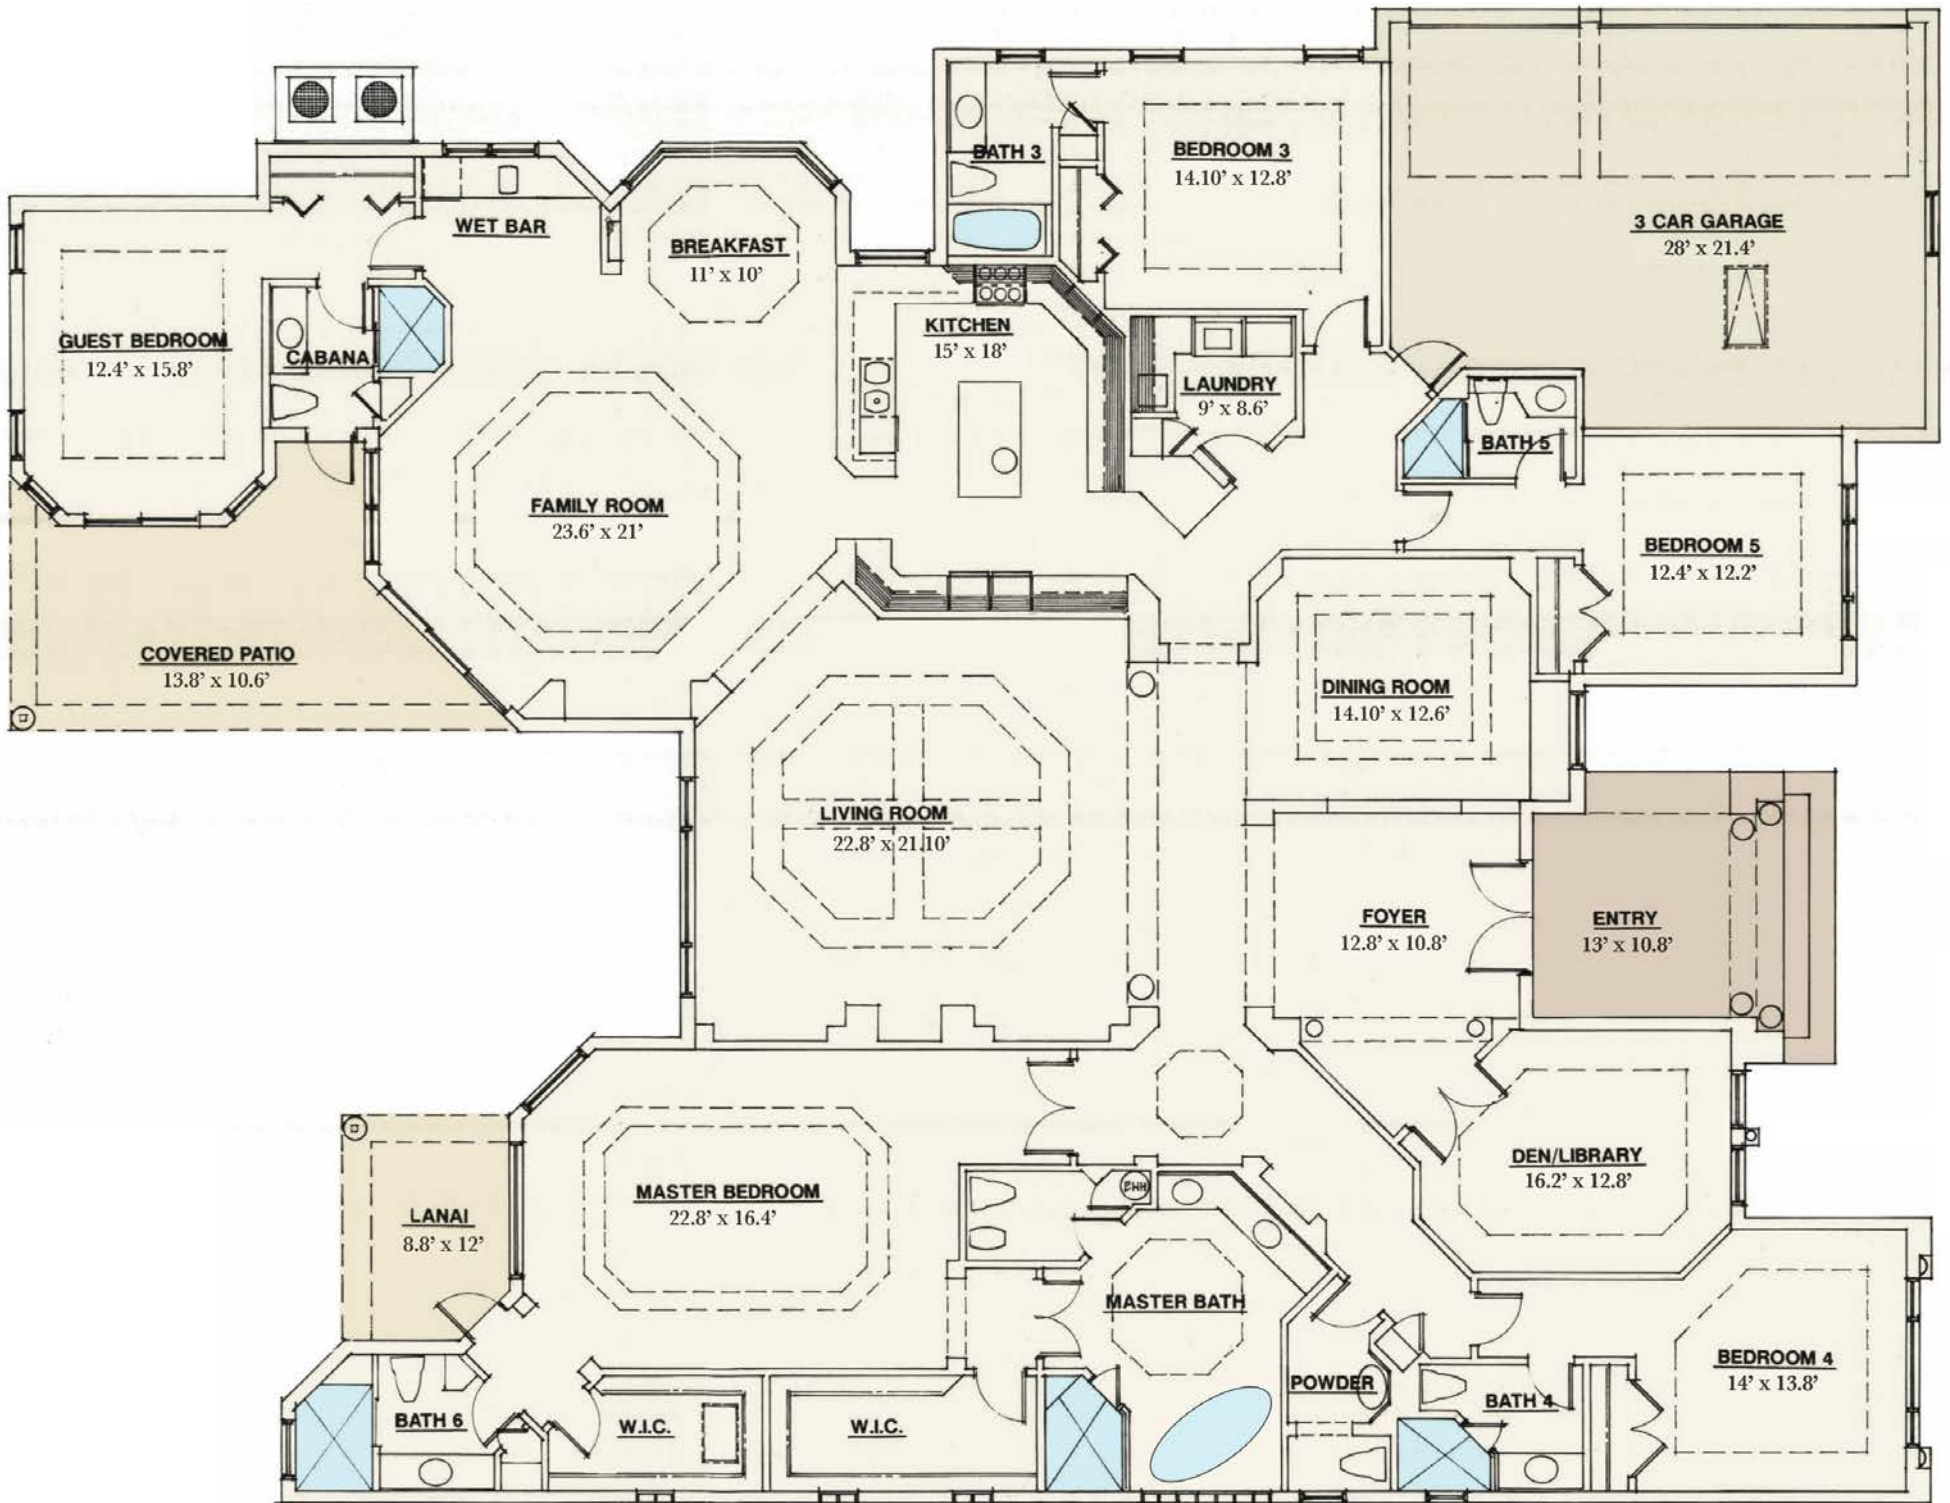 BATH 3
BEDROOM 3
14.10' x 12.8'
3 CAR GARAGE
28' x 21.4'
WET BAR
BREAKFAST
11' x 10'
GUEST BEDROOM
12.4' x 15.8'
CABANA
KITCHEN
15' x 18'
LAUNDRY
9' x 8.6'
BATH 5
FAMILY ROOM
23.6' x 21'
BEDROOM 5
12.4' x 12.2'
COVERED PATIO
13.8' x 10.6'
DINING ROOM
14.10' x 12.6'
LIVING ROOM
22.8' x 21.10'
FOYER
12.8' x 10.8'
ENTRY
13' x 10.8'
DEN/LIBRARY
16.2' x 12.8'
EWH
MASTER BEDROOM
22.8' x 16.4'
LANAI
8.8' x 12'
MASTER BATH
BEDROOM 4
14' x 13.8'
POWDER
BATH 4
BATH 6
W.I.C.
W.I.C.